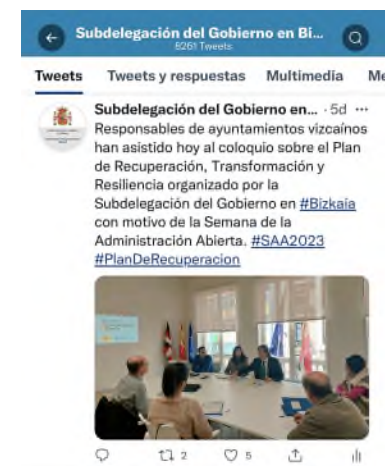 Subdelegación del Gobierno en Bi...
6261 Tweets
Tweets Tweets y respuestas Multimedia Me
Subdelegación del Gobierno en... · 5d ···
Responsables de ayuntamientos vizcaínos
han asistido hoy al coloquio sobre el Plan
de Recuperación, Transformación y
Resiliencia organizado por la
Subdelegación del Gobierno en #Bizkaia
con motivo de la Semana de la
Administración Abierta. #SAA2023
#PlanDeRecuperacion
2 5